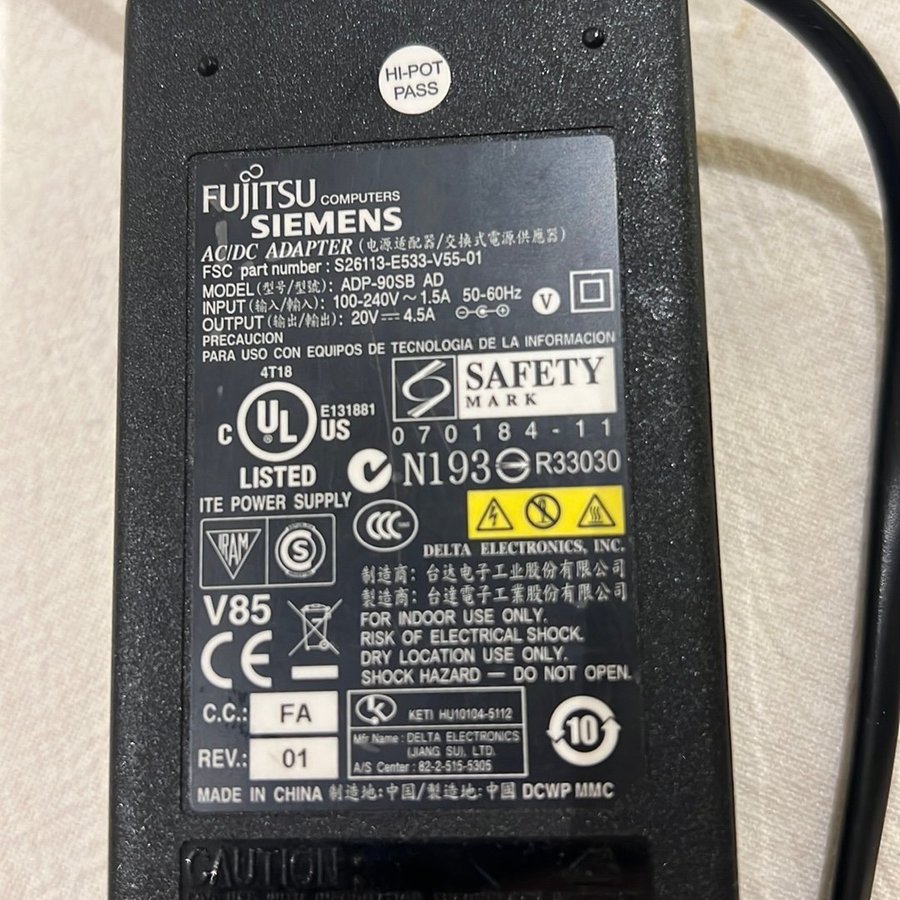 HI-POT
PASS
FUJITSU COMPUTERS
SIEMENS
AC/DC ADAPTER (电源适配器/交換式電源供應器)
FSC part number : S26113-E533-V55-01
MODEL (型号/型號): ADP-90SB AD
INPUT (输入/輸入): 100-240V ~ 1.5A 50-60Hz
V
OUTPUT (输出/輸出): 20V ⎓ 4.5A
PRECAUCION
PARA USO CON EQUIPOS DE TECNOLOGIA DE LA INFORMACION
4T18
C UL US E131881
LISTED
ITE POWER SUPPLY
SAFETY
MARK
070184-11
N193 R33030
IRAM
S
CCC
DELTA ELECTRONICS, INC.
制造商: 台达电子工业股份有限公司
製造商: 台達電子工業股份有限公司
V85
FOR INDOOR USE ONLY.
RISK OF ELECTRICAL SHOCK.
DRY LOCATION USE ONLY.
SHOCK HAZARD — DO NOT OPEN.
CE
C.C.: FA
REV.: 01
KETI HU10104-5112
Mfr Name : DELTA ELECTRONICS
(JIANG SU), LTD.
A/S Center : 82-2-515-5305
10
MADE IN CHINA 制造地:中国/製造地:中國 DCWP MMC
CAUTION